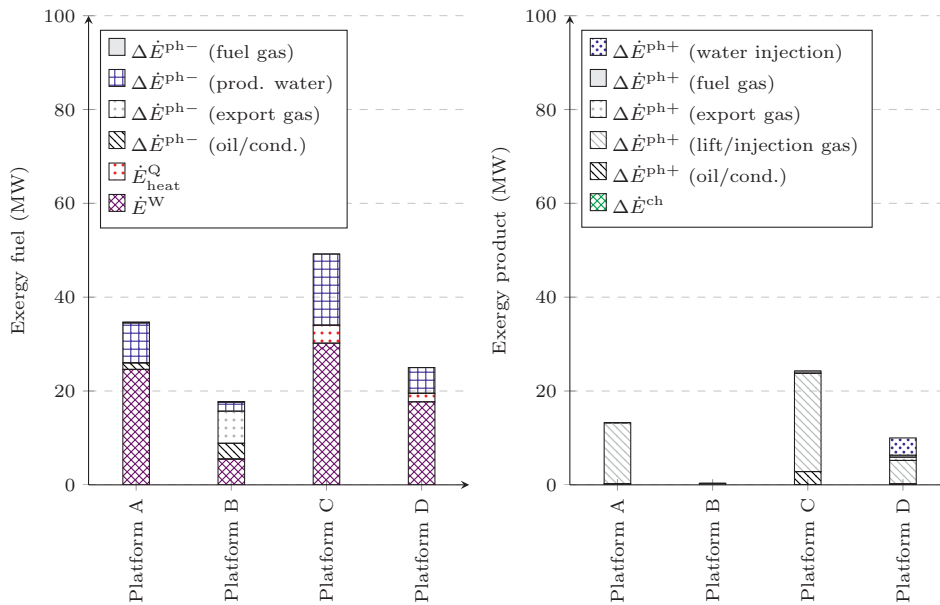 Exergy fuel (MW)
100
80
60
40
20
0
ΔĖ^ph− (fuel gas)
ΔĖ^ph− (prod. water)
ΔĖ^ph− (export gas)
ΔĖ^ph− (oil/cond.)
Ė^Q_heat
Ė^W
Platform A
Platform B
Platform C
Platform D
Exergy product (MW)
100
80
60
40
20
0
ΔĖ^ph+ (water injection)
ΔĖ^ph+ (fuel gas)
ΔĖ^ph+ (export gas)
ΔĖ^ph+ (lift/injection gas)
ΔĖ^ph+ (oil/cond.)
ΔĖ^ch
Platform A
Platform B
Platform C
Platform D